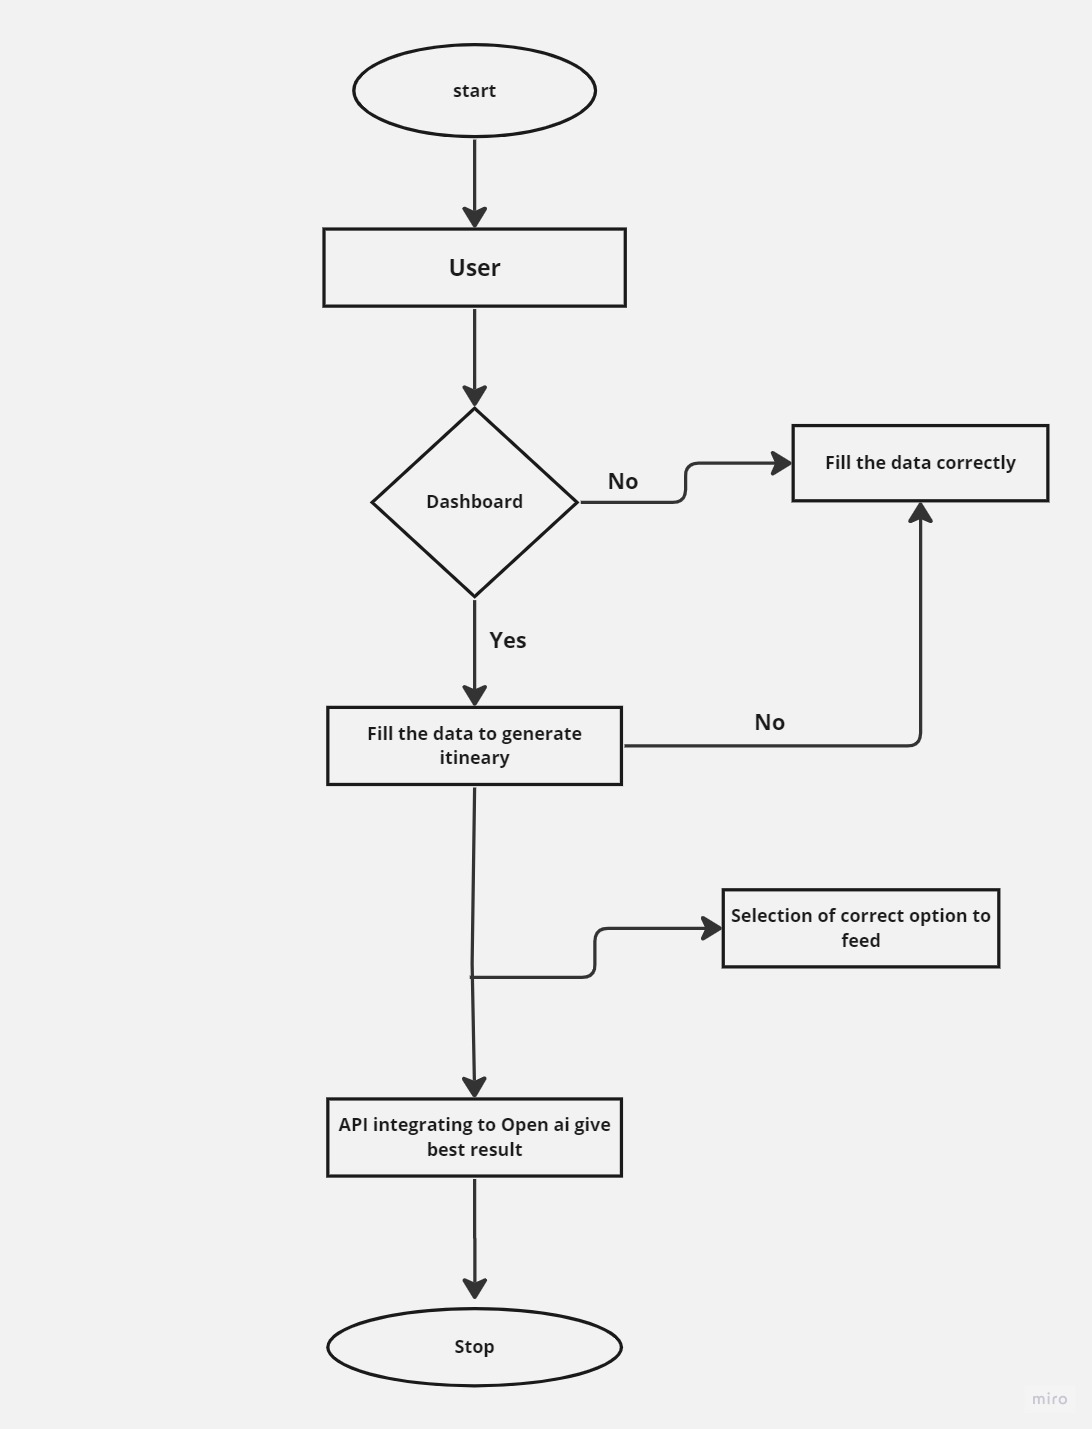 start
User
Dashboard
No
Fill the data correctly
Yes
Fill the data to generate
itineary
No
Selection of correct option to
feed
API integrating to Open ai give
best result
Stop
miro